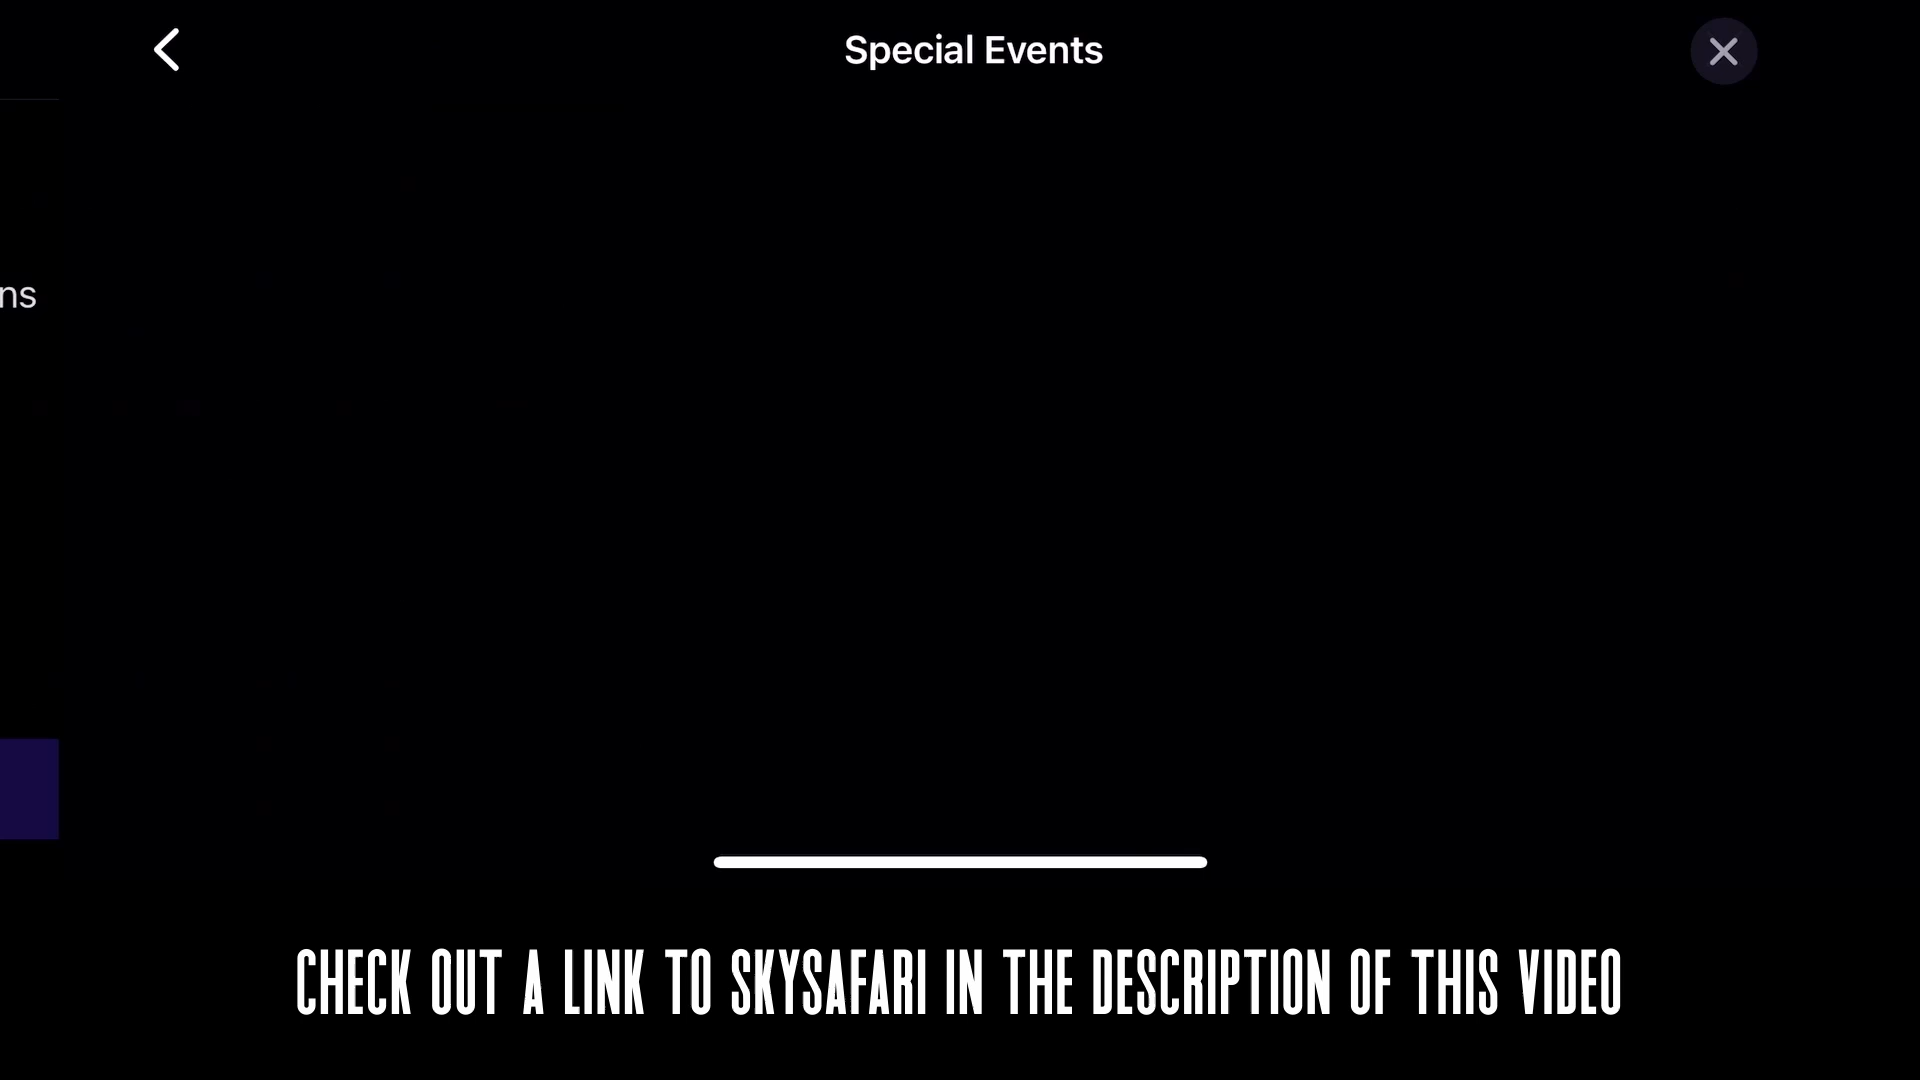 Special Events
ns
CHECK OUT A LINK TO SKYSAFARI IN THE DESCRIPTION OF THIS VIDEO